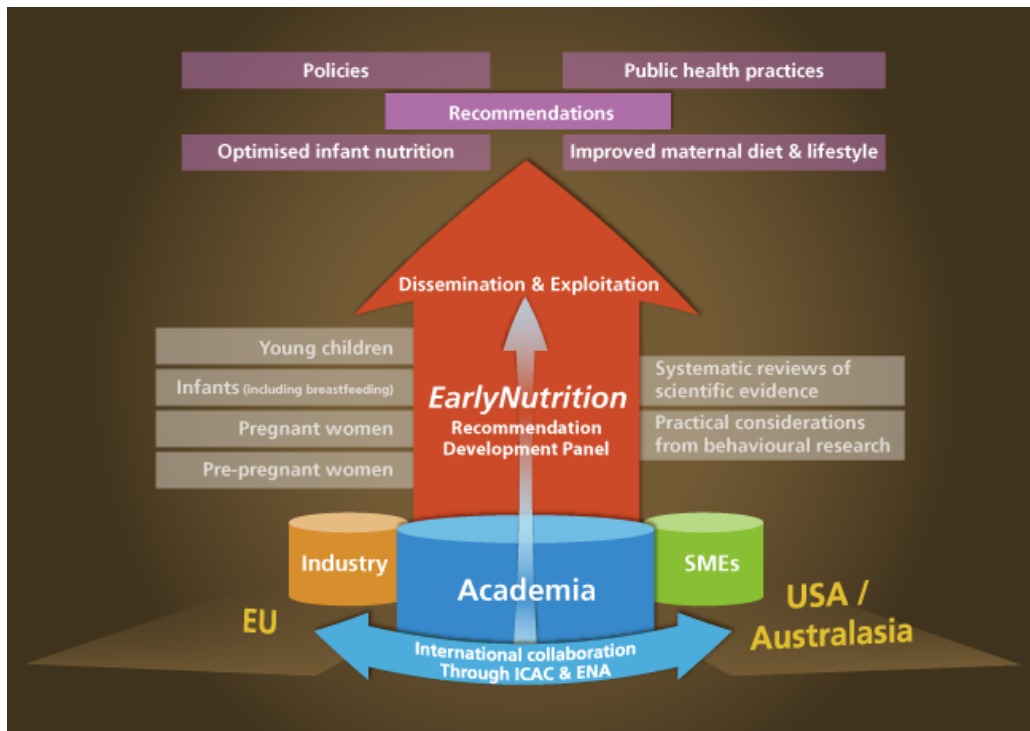 Policies
Public health practices
Recommendations
Optimised infant nutrition
Improved maternal diet & lifestyle
Dissemination & Exploitation
Young children
Infants (including breastfeeding)
Pregnant women
Pre-pregnant women
EarlyNutrition
Recommendation
Development Panel
Systematic reviews of
scientific evidence
Practical considerations
from behavioural research
Industry
Academia
SMEs
EU
USA /
Australasia
International collaboration
Through ICAC & ENA